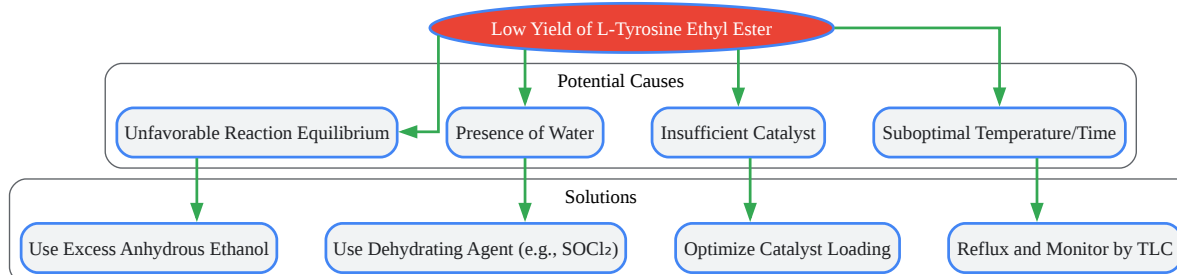 Low Yield of L-Tyrosine Ethyl Ester
Potential Causes
Unfavorable Reaction Equilibrium
Presence of Water
Insufficient Catalyst
Suboptimal Temperature/Time
Solutions
Use Excess Anhydrous Ethanol
Use Dehydrating Agent (e.g., SOCl₂)
Optimize Catalyst Loading
Reflux and Monitor by TLC